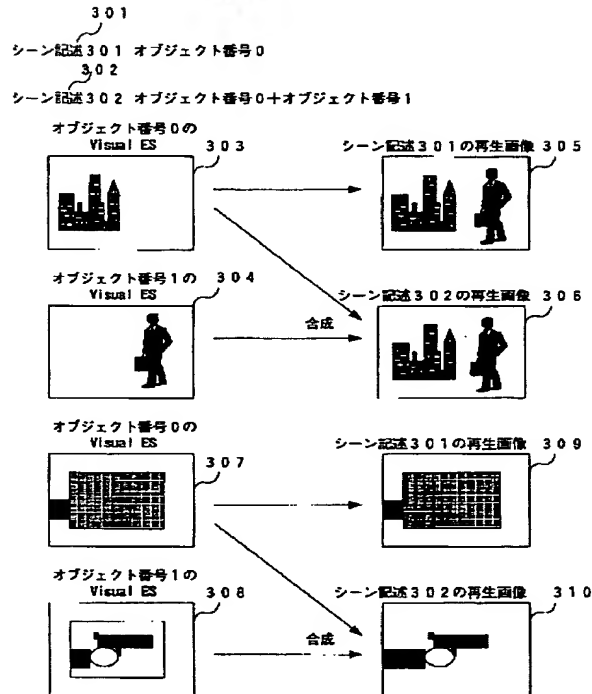 301
シーン記述301 オブジェクト番号0
302
シーン記述302 オブジェクト番号0+オブジェクト番号1
オブジェクト番号0の
Visual ES
303
シーン記述301の再生画像 305
オブジェクト番号1の
Visual ES
304
シーン記述302の再生画像 306
合成
オブジェクト番号0の
Visual ES
307
シーン記述301の再生画像 309
オブジェクト番号1の
Visual ES
308
シーン記述302の再生画像 310
合成